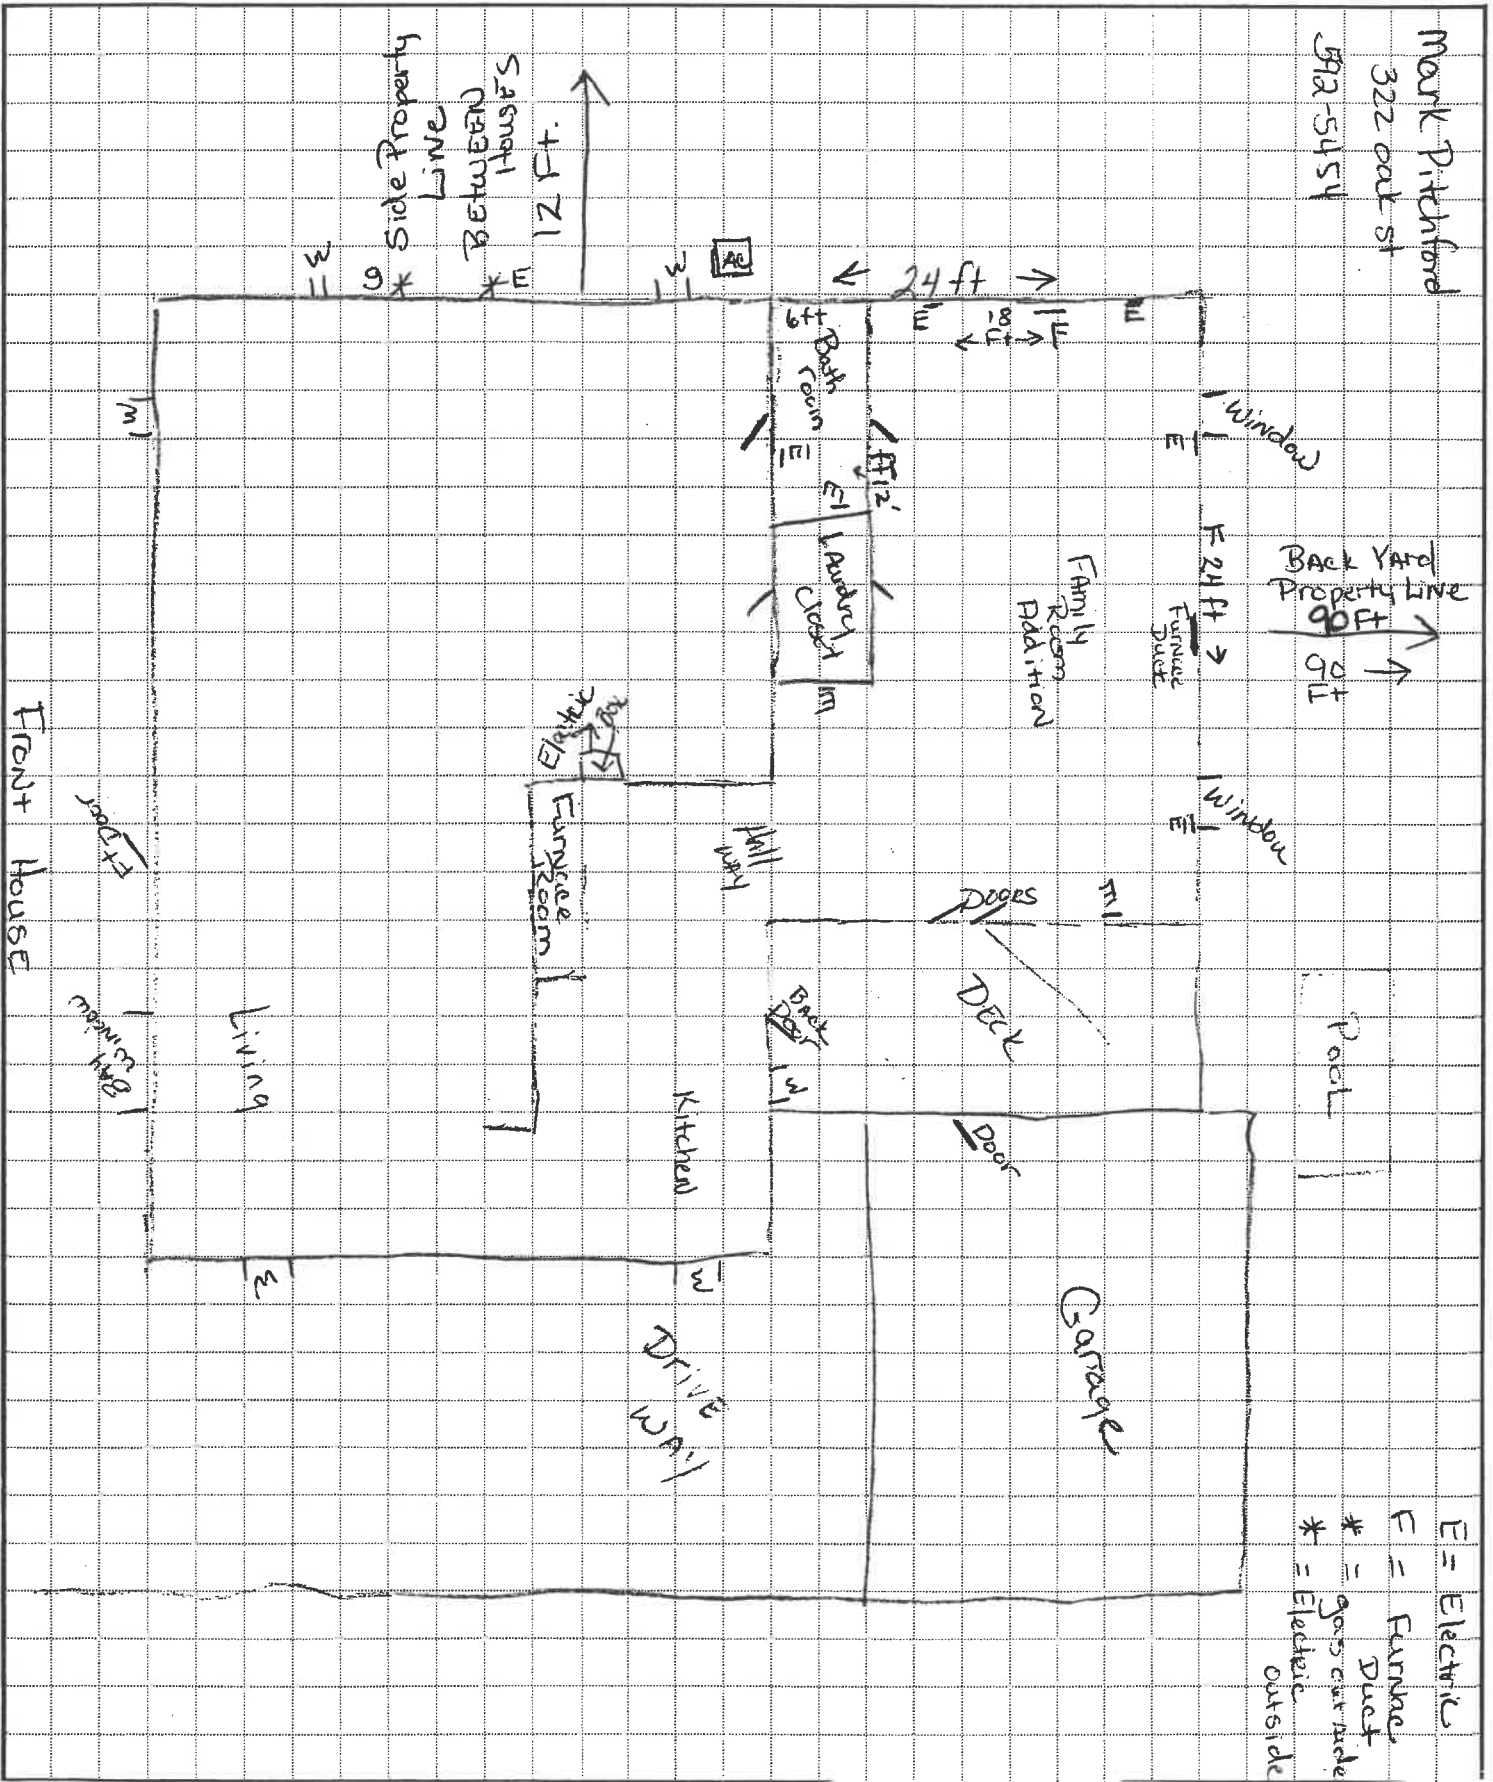 Mark Pitchford
322 oak st
592-5454
E = Electric
F = Furnac
Duct
* = gas outside
* = Electric
outside
BACK YARd
Property Line
90 Ft
90
Ft
Pool
Window
E
F 24 ft
Furnace
Duct
Window
E
E
F
18
Ft
E
24 ft
FAmily
Room
Addition
E
DOORS
DECK
Door
Garage
AC
6ft
Bath
room
E
E
ft 12'
LAundry
Closet
E
Hall
WAY
BACK
Door
W
Kitchen
W
Drive
WAY
Electric
Box
Furnace
Room
W
12 Ft.
BETWEEN
HousES
Side Property
Line
E
g
W
W
Living
W
Ft Door
BAY
Window
Front House